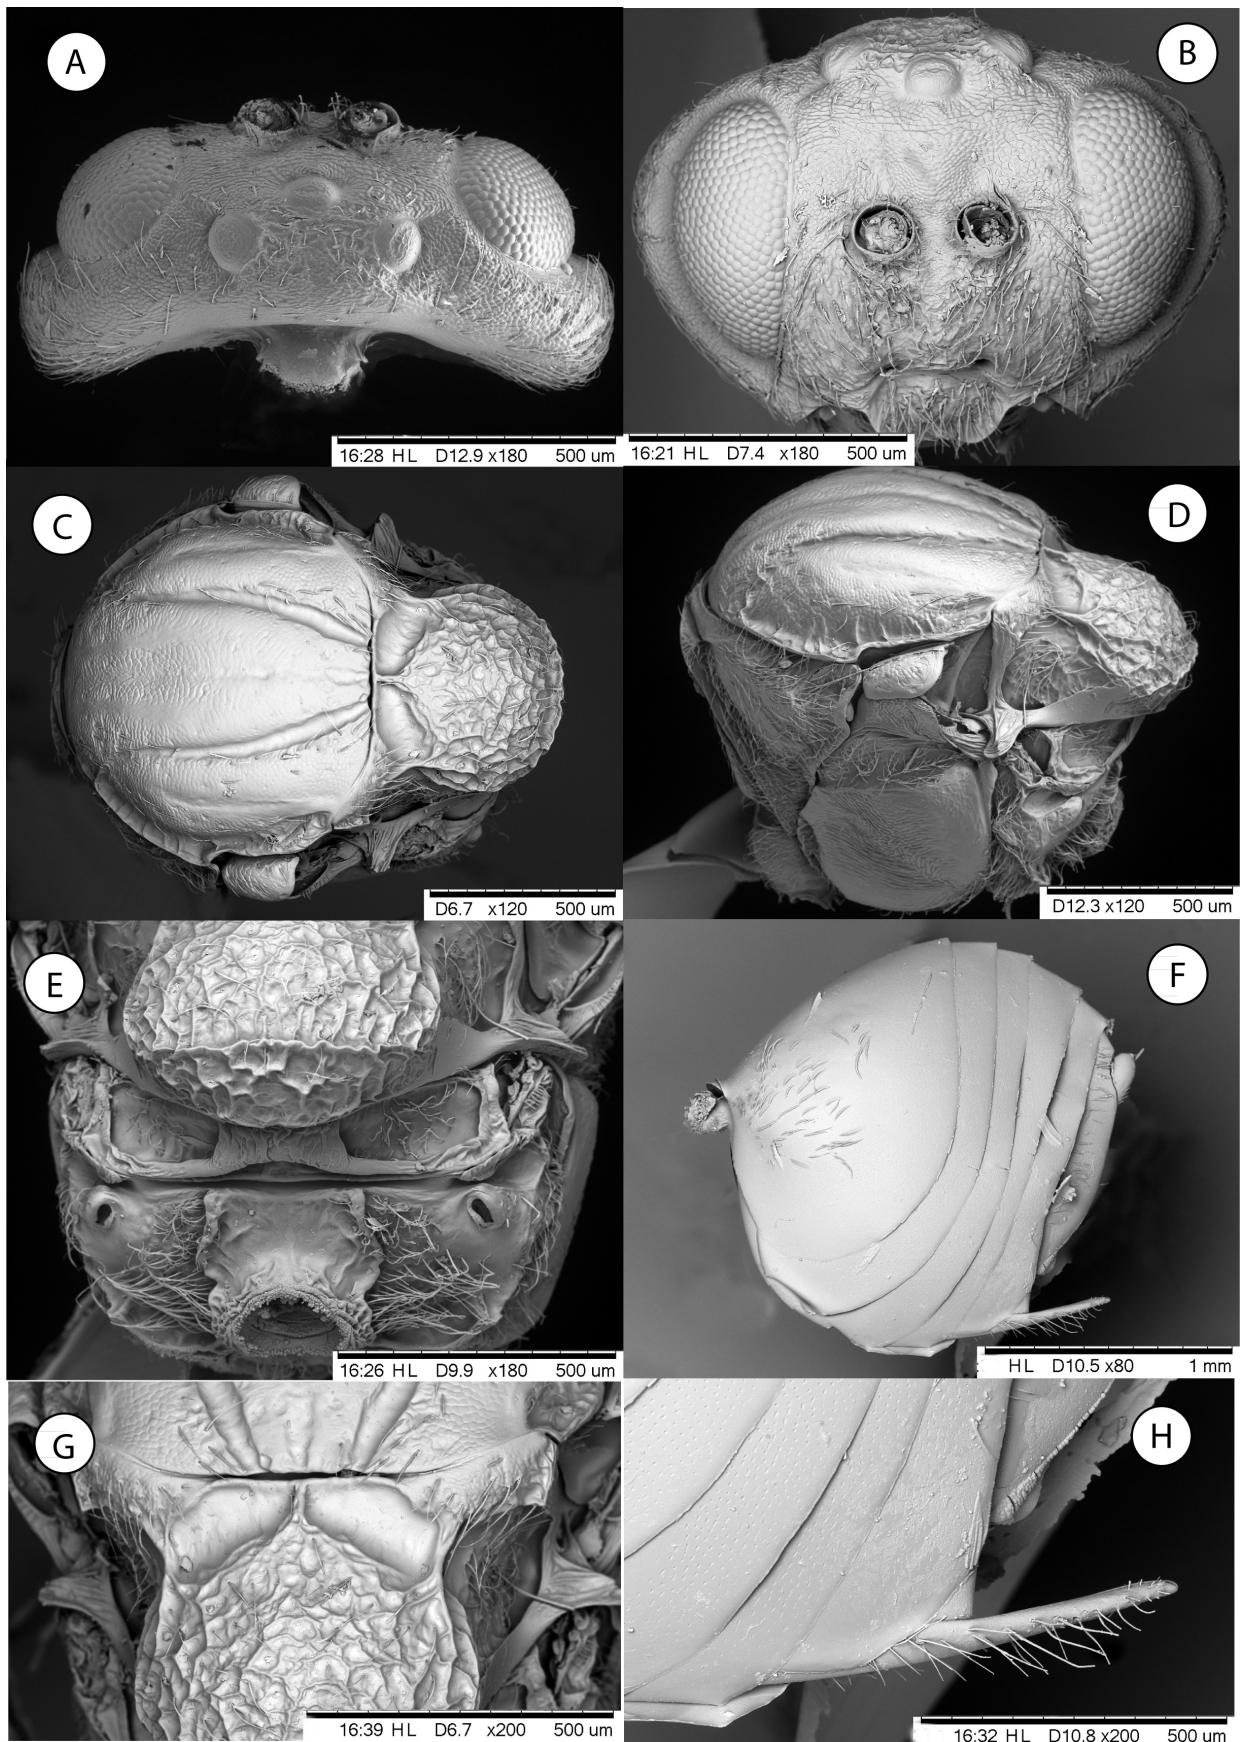 A
B
16:28 HL D12.9 x180 500 um
16:21 HL D7.4 x180 500 um
C
D
D6.7 x120 500 um
D12.3 x120 500 um
E
F
16:26 HL D9.9 x180 500 um
HL D10.5 x80 1 mm
G
H
16:39 HL D6.7 x200 500 um
16:32 HL D10.8 x200 500 um